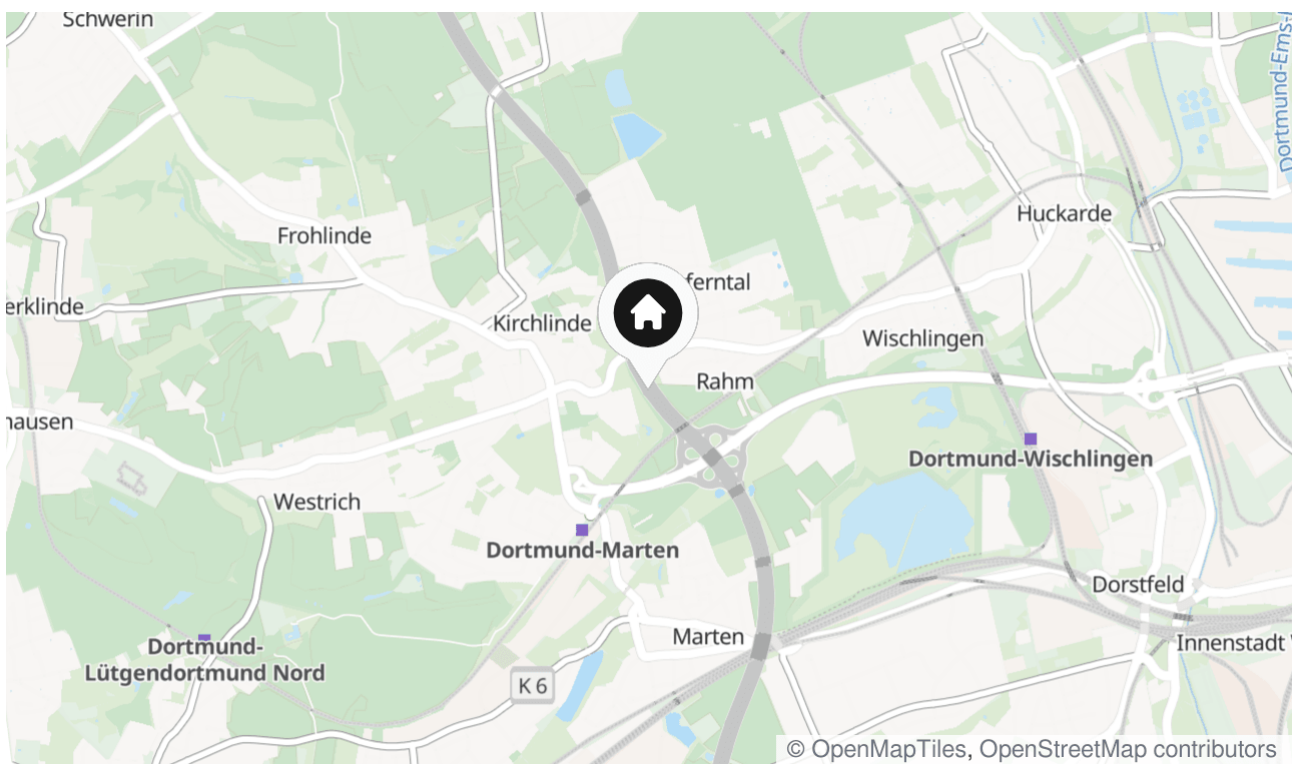 Schwerin
Dortmund-Ems-
Huckarde
Frohlinde
ferntal
erklinde
Kirchlinde
Wischlingen
Rahm
hausen
Dortmund-Wischlingen
Westrich
Dortmund-Marten
Dorstfeld
Marten
Innenstadt
Dortmund-
Lütgendortmund Nord
K 6
© OpenMapTiles, OpenStreetMap contributors